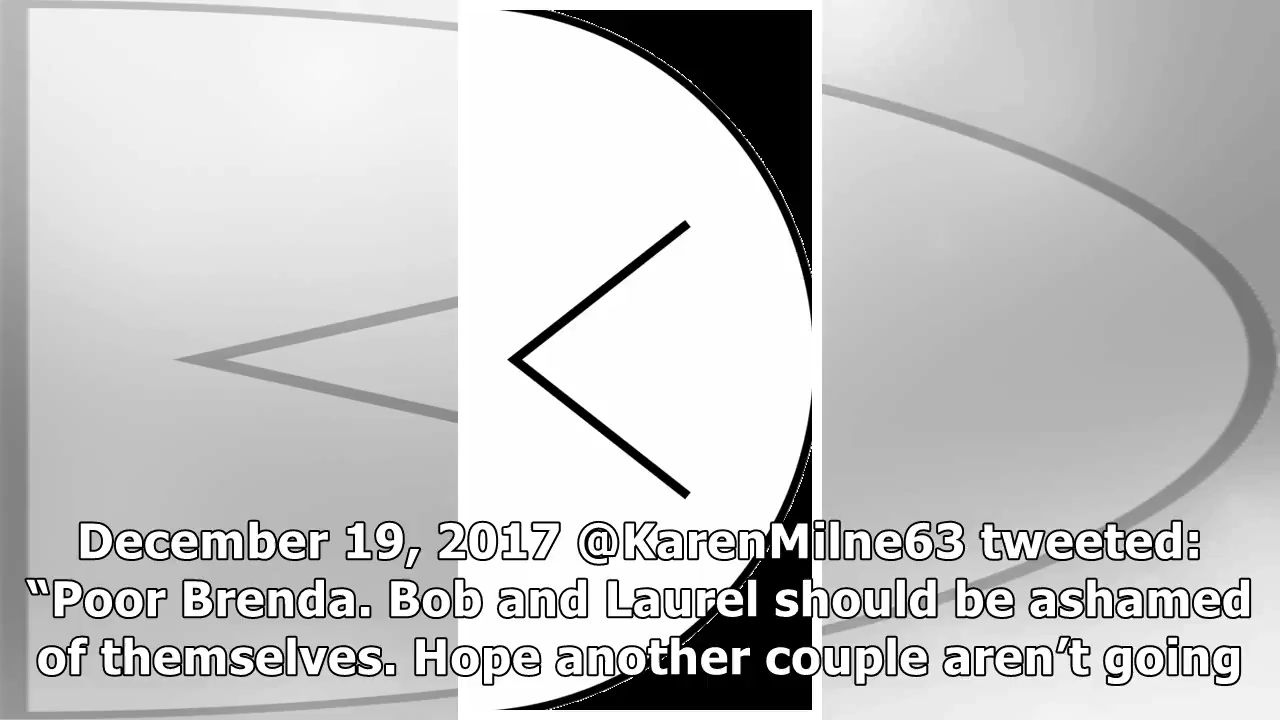 December 19, 2017 @KarenMilne63 tweeted:
“Poor Brenda. Bob and Laurel should be ashamed
of themselves. Hope another couple aren’t going